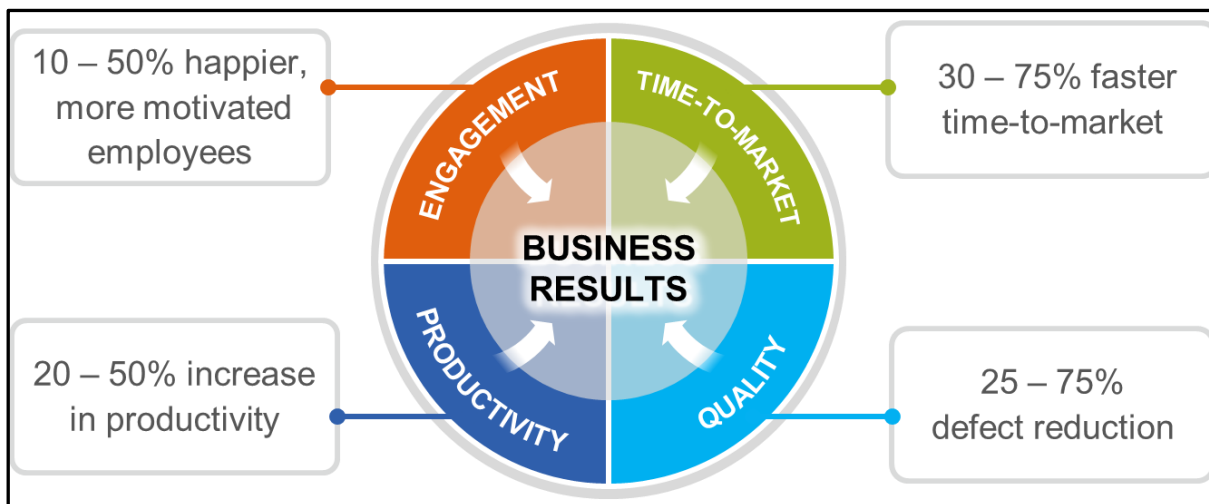 10 – 50% happier,
more motivated
employees
ENGAGEMENT
TIME-TO-MARKET
30 – 75% faster
time-to-market
BUSINESS
RESULTS
20 – 50% increase
in productivity
PRODUCTIVITY
QUALITY
25 – 75%
defect reduction